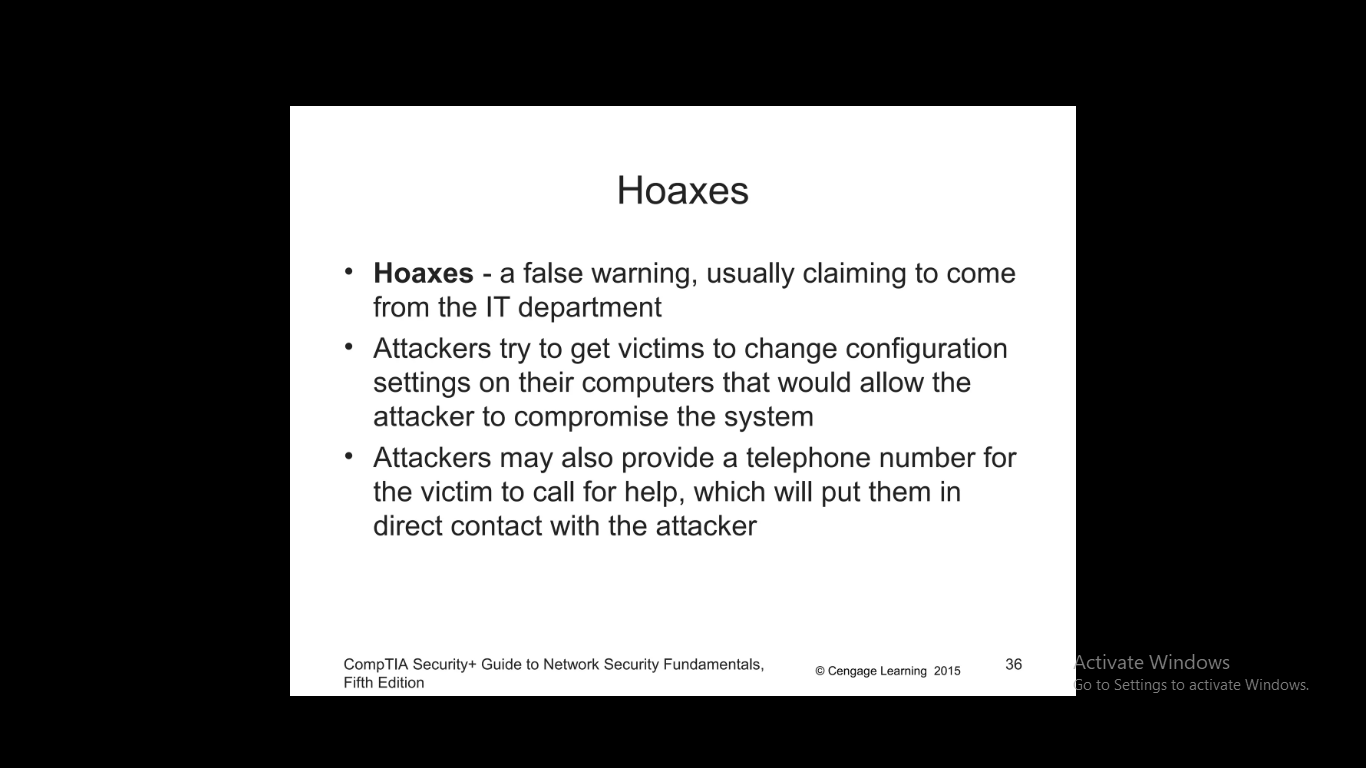 Hoaxes
• Hoaxes - a false warning, usually claiming to come
from the IT department
• Attackers try to get victims to change configuration
settings on their computers that would allow the
attacker to compromise the system
• Attackers may also provide a telephone number for
the victim to call for help, which will put them in
direct contact with the attacker
CompTIA Security+ Guide to Network Security Fundamentals,
Fifth Edition
© Cengage Learning 2015
36
Activate Windows
Go to Settings to activate Windows.